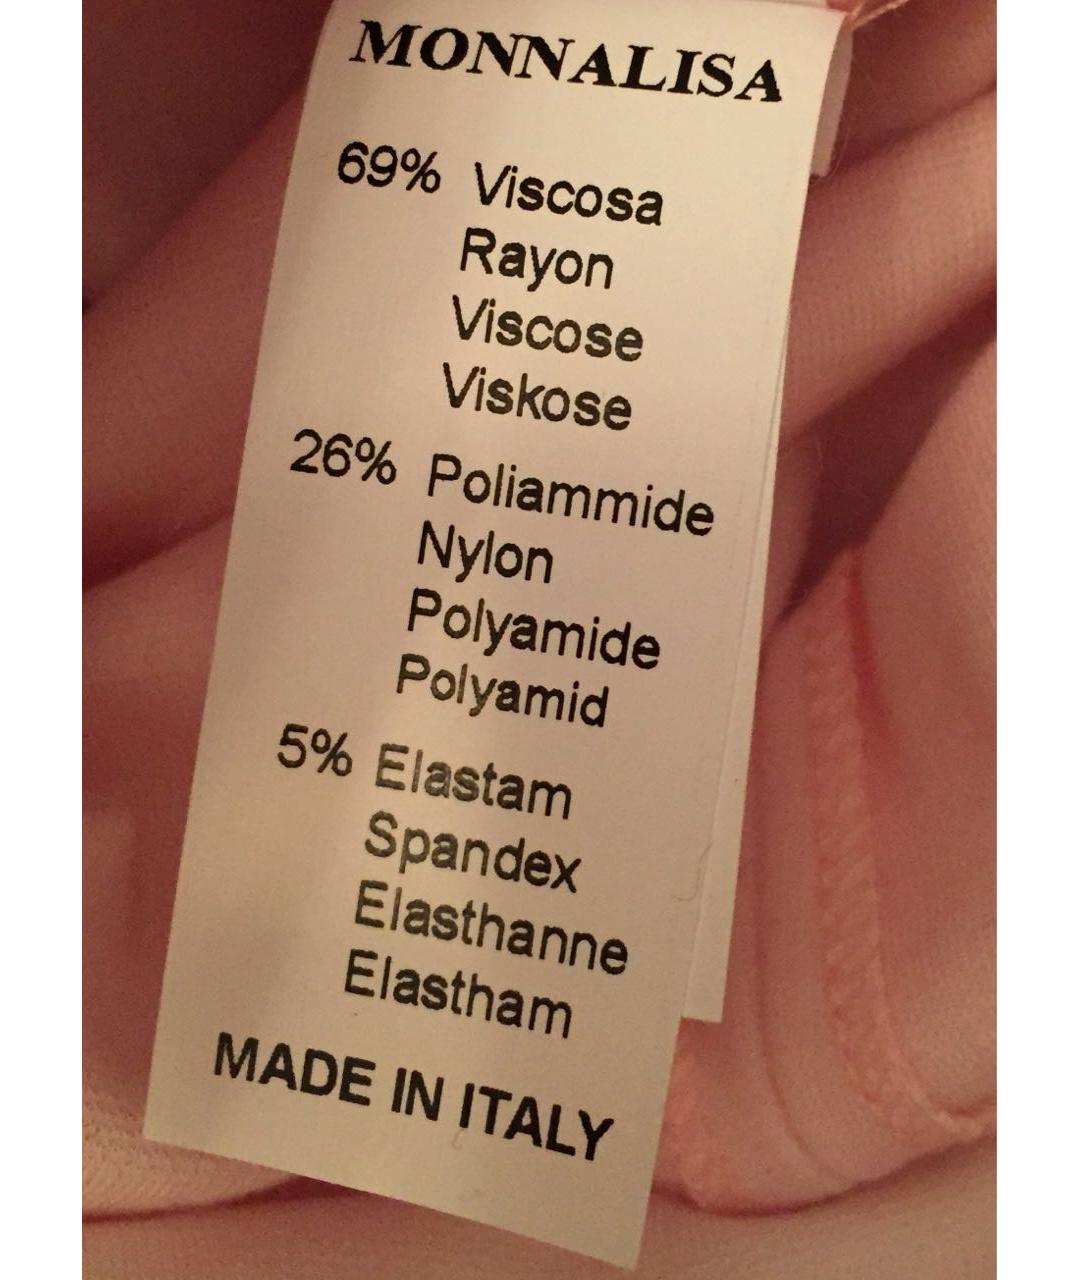 MONNALISA
69% Viscosa
Rayon
Viscose
Viskose
26% Poliammide
Nylon
Polyamide
Polyamid
5% Elastam
Spandex
Elasthanne
Elastham
MADE IN ITALY